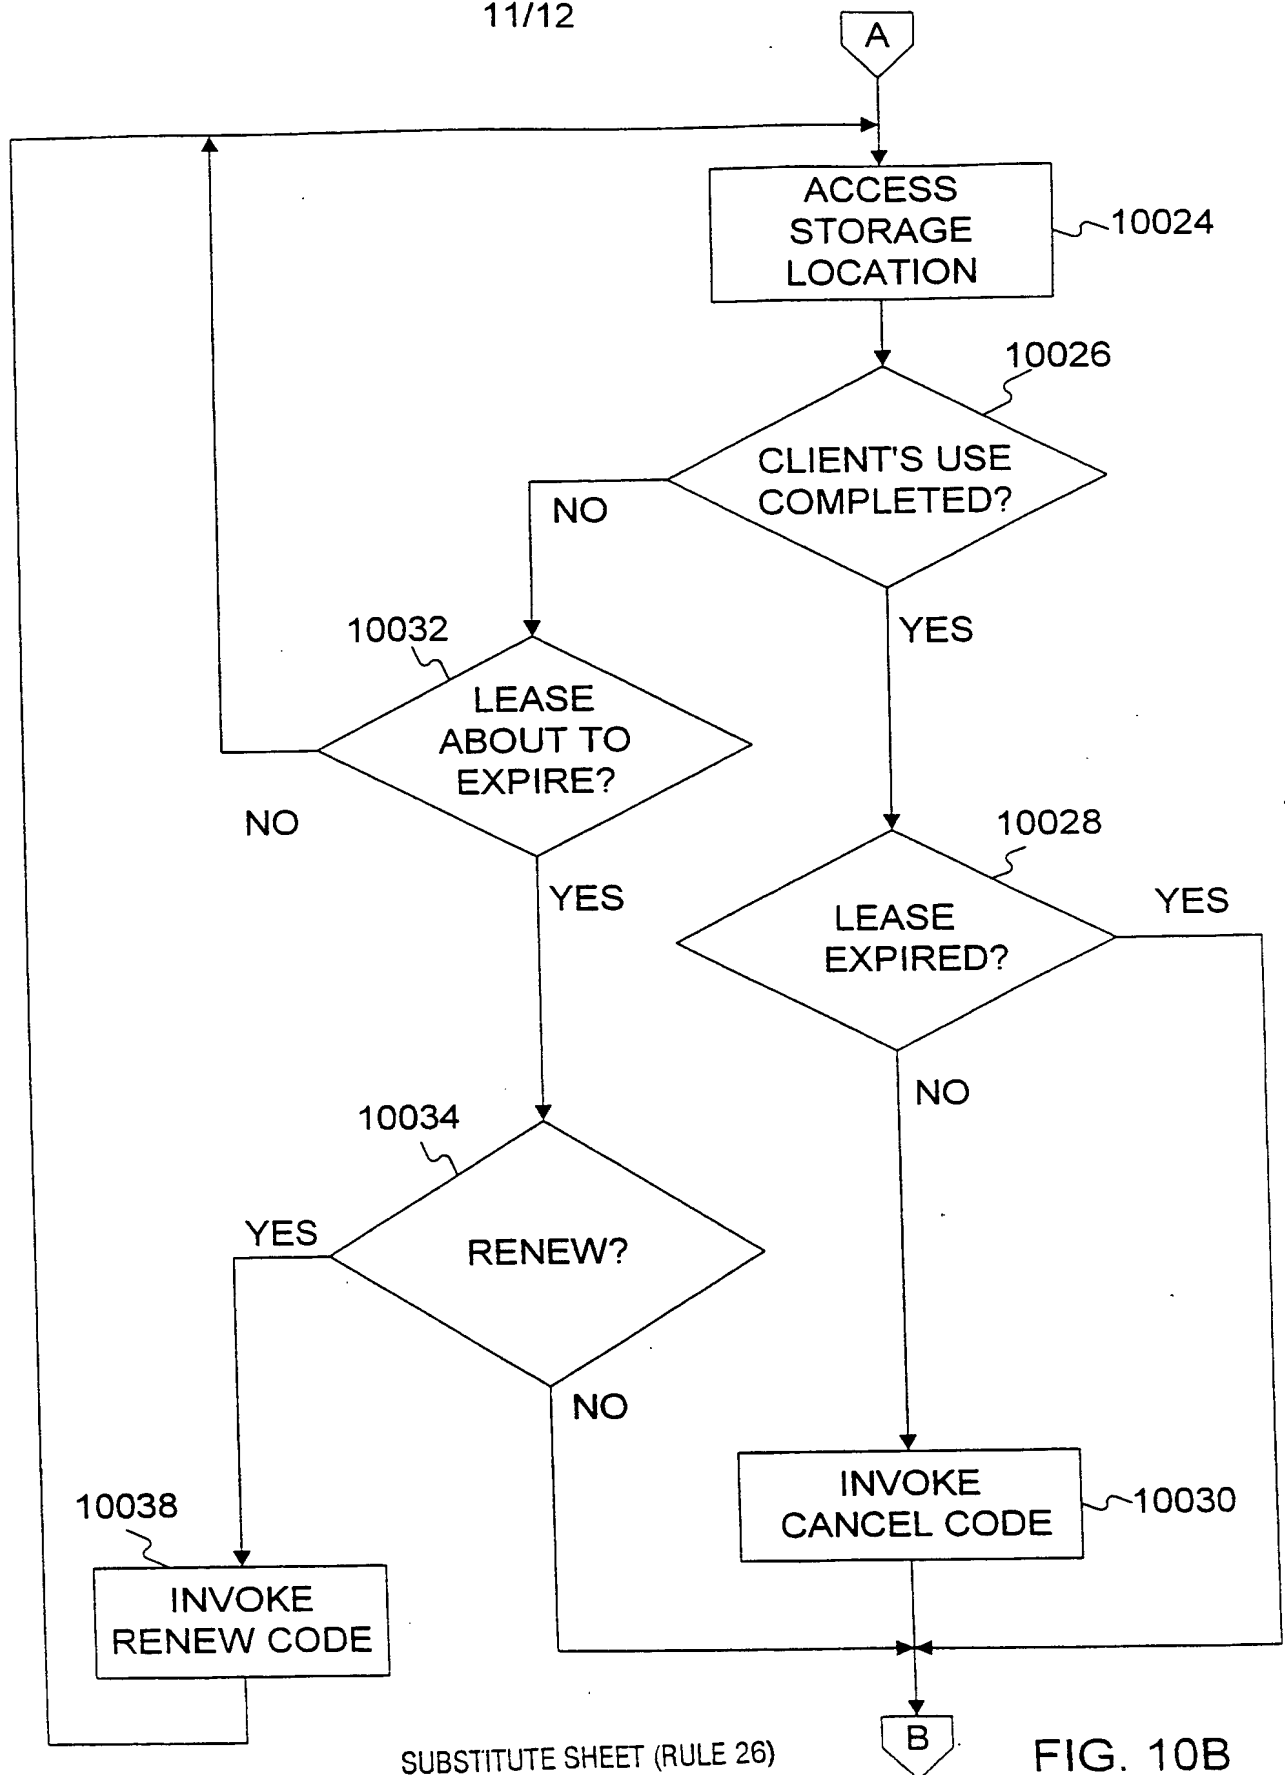 11/12
A
ACCESS
STORAGE
LOCATION
10024
10026
CLIENT'S USE
COMPLETED?
NO
YES
10032
LEASE
ABOUT TO
EXPIRE?
NO
YES
10028
LEASE
EXPIRED?
YES
NO
10034
RENEW?
YES
NO
10038
INVOKE
RENEW CODE
INVOKE
CANCEL CODE
10030
B
SUBSTITUTE SHEET (RULE 26)
FIG. 10B